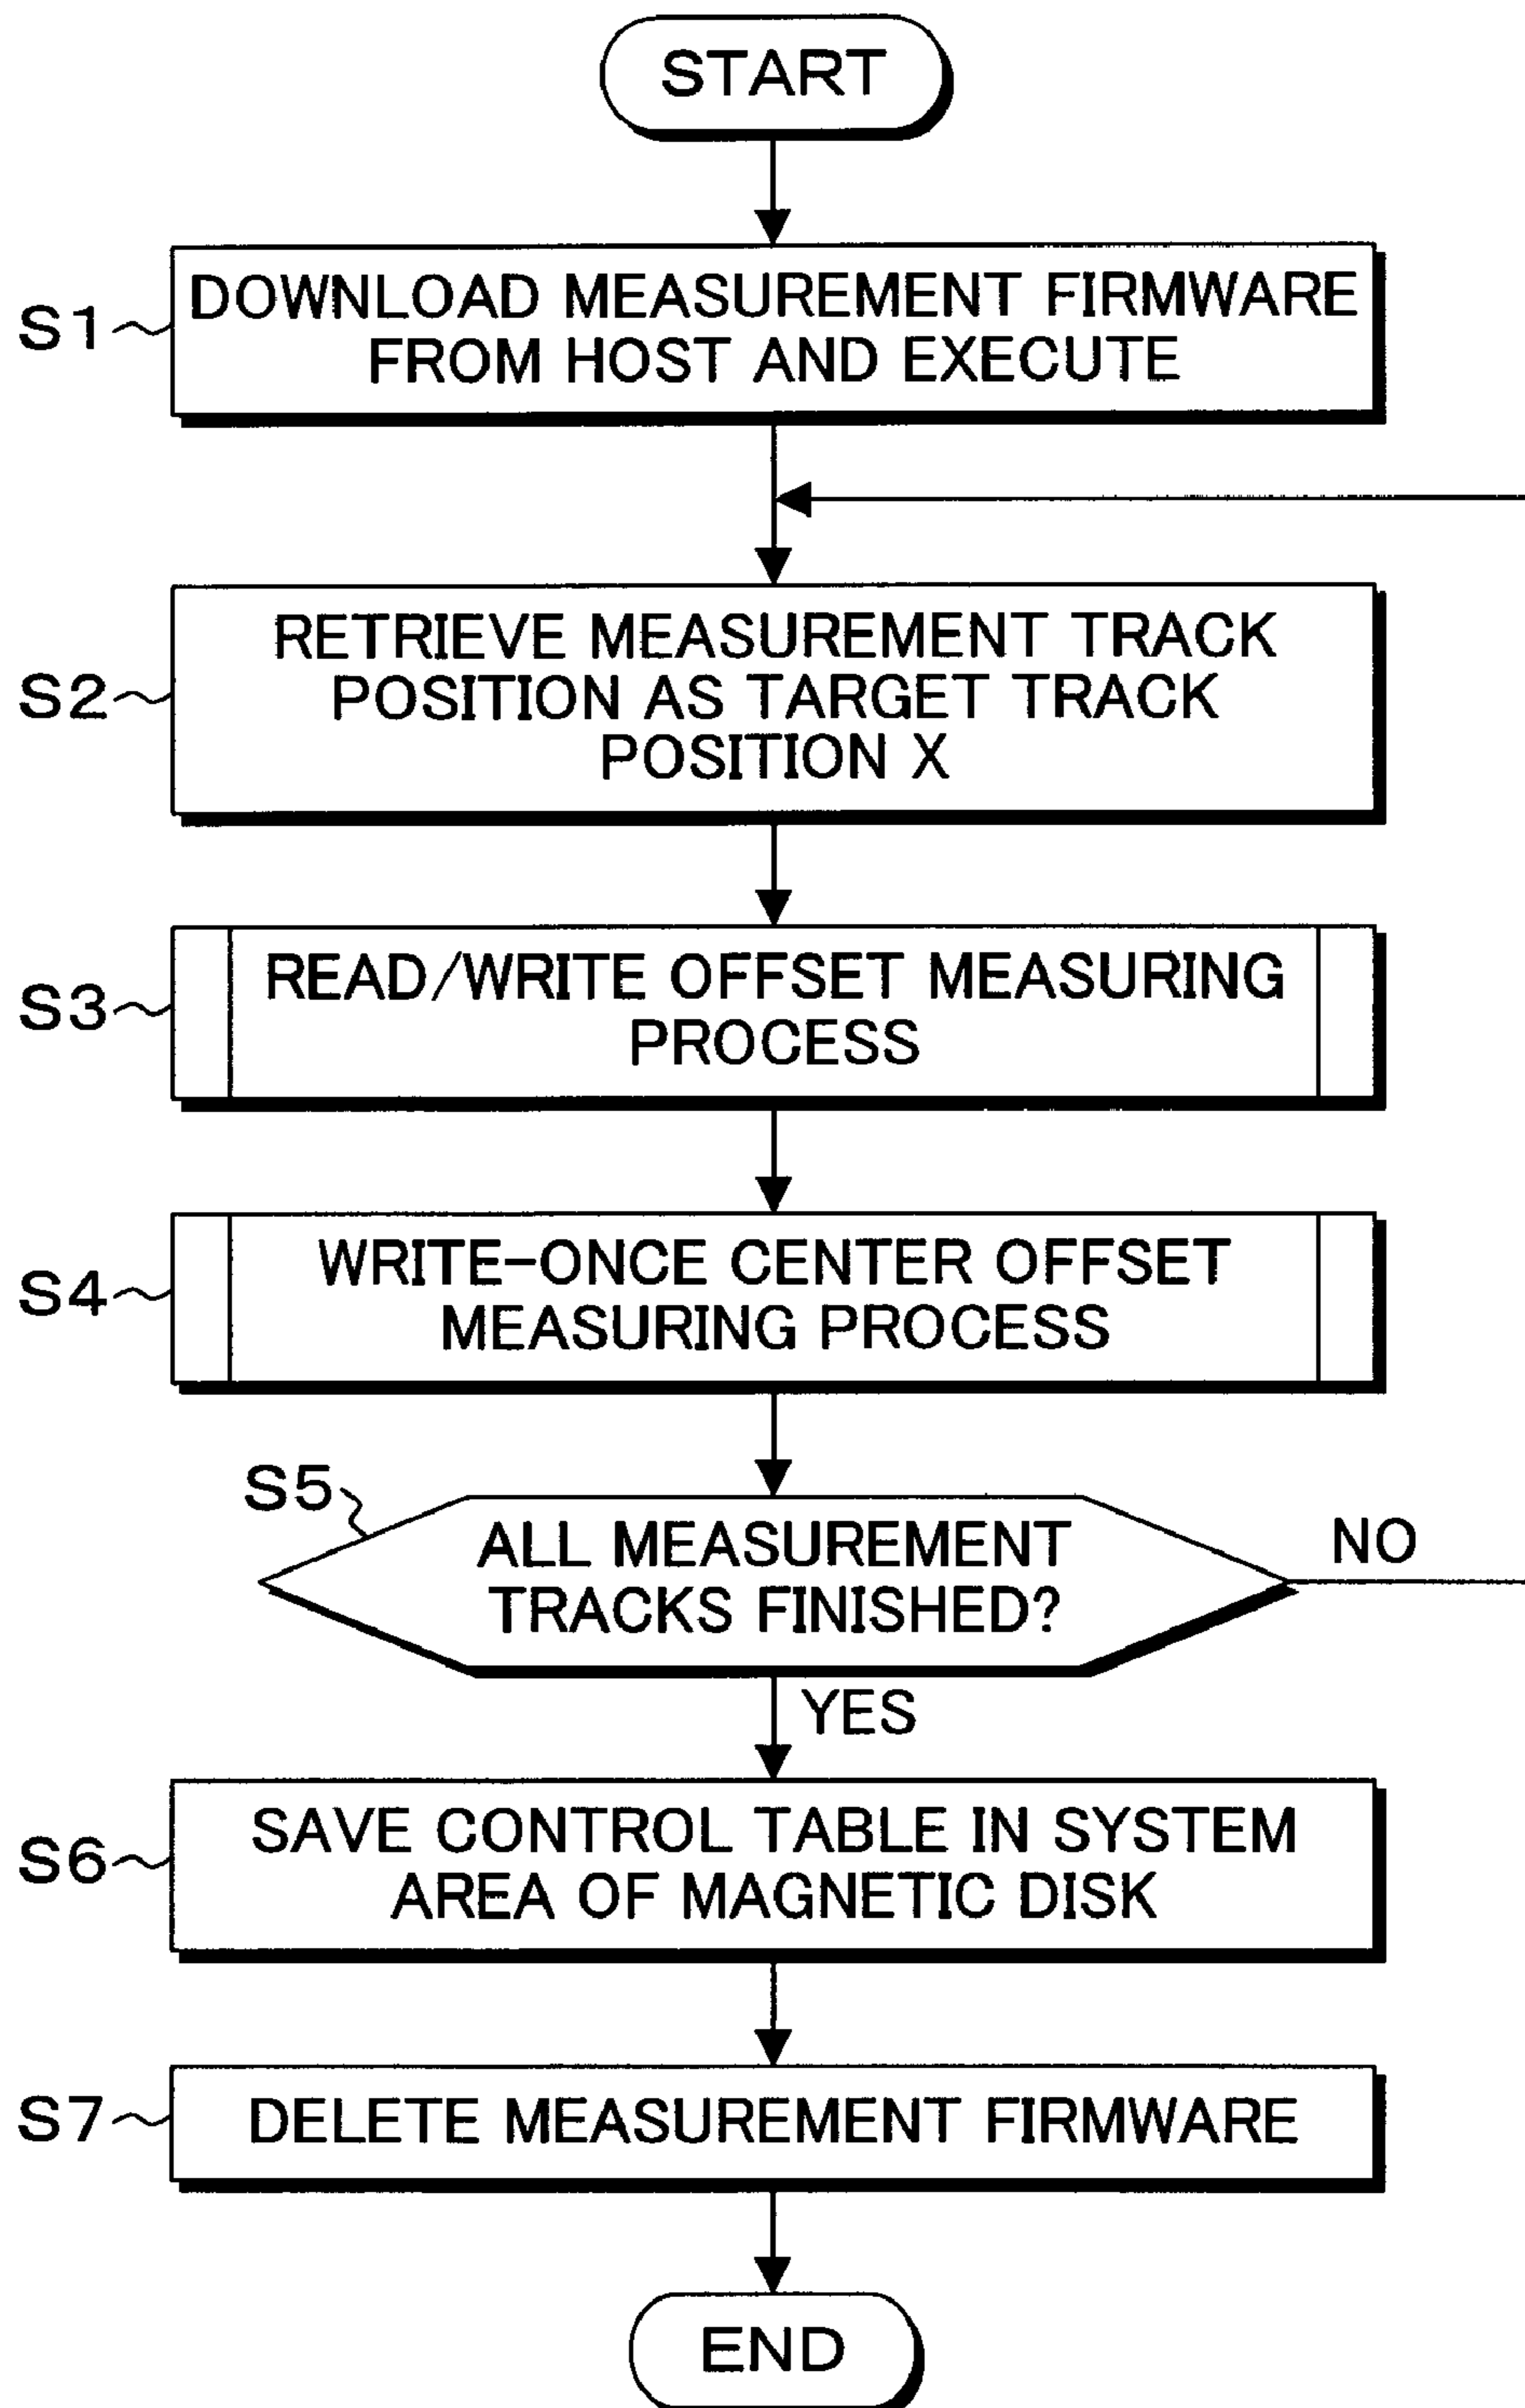 START
S1
DOWNLOAD MEASUREMENT FIRMWARE
FROM HOST AND EXECUTE
S2
RETRIEVE MEASUREMENT TRACK
POSITION AS TARGET TRACK
POSITION X
S3
READ/WRITE OFFSET MEASURING
PROCESS
S4
WRITE-ONCE CENTER OFFSET
MEASURING PROCESS
S5
ALL MEASUREMENT
TRACKS FINISHED?
NO
YES
S6
SAVE CONTROL TABLE IN SYSTEM
AREA OF MAGNETIC DISK
S7
DELETE MEASUREMENT FIRMWARE
END